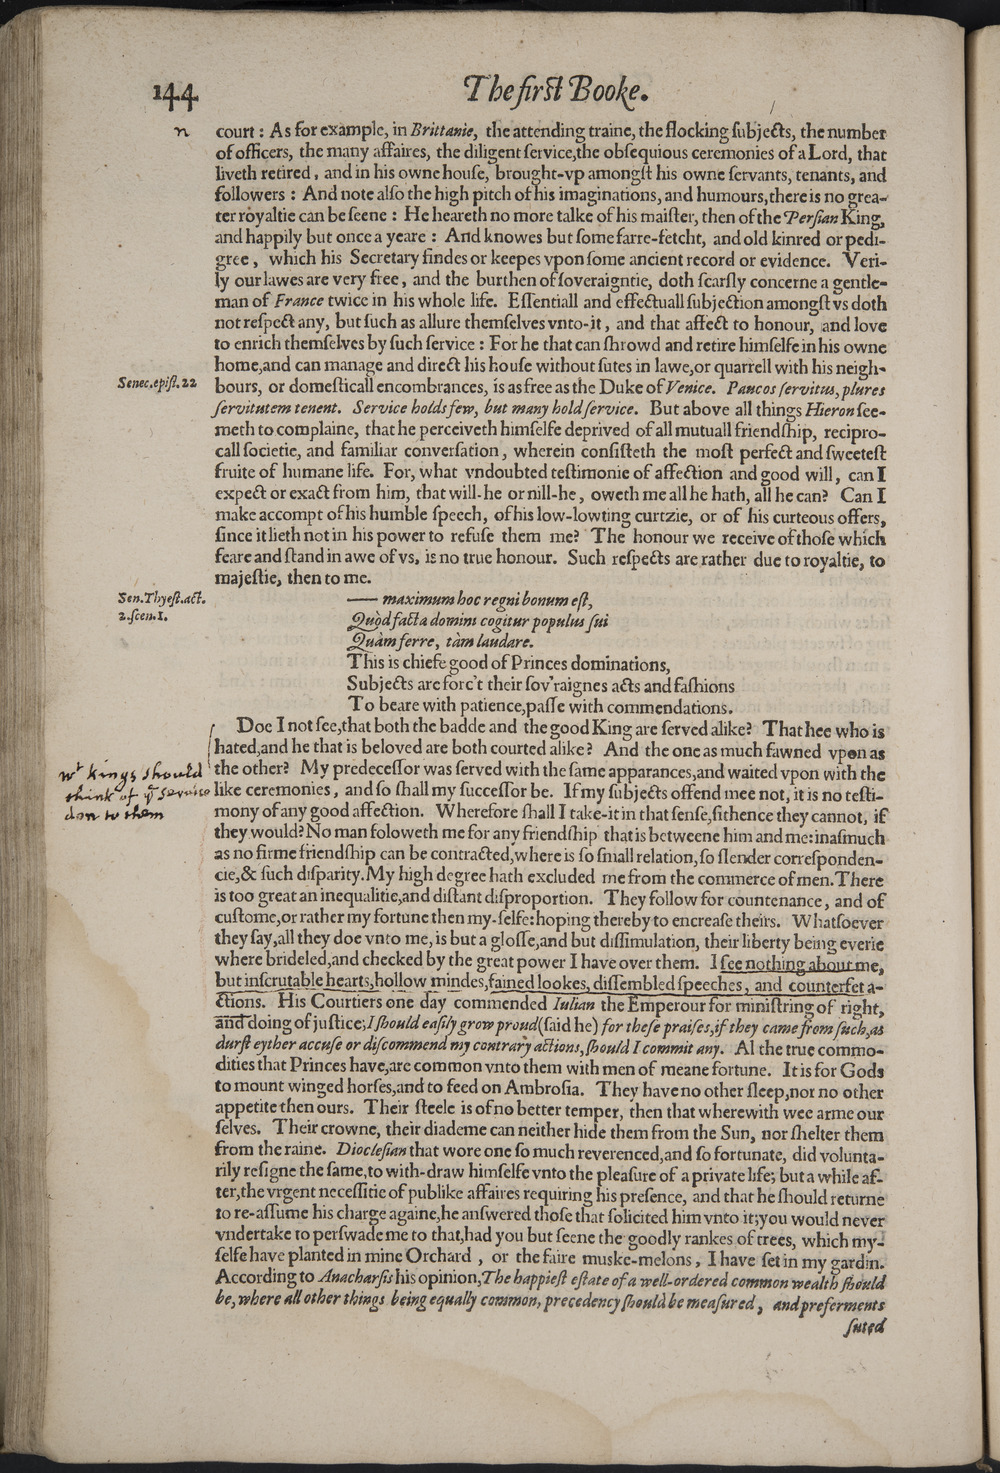 144
The first Booke.
n
court : As for example, in Brittanie, the attending traine, the flocking ſubjects, the number
of officers, the many affaires, the diligent ſervice,the obſequious ceremonies of a Lord, that
liveth retired, and in his owne houſe, brought-vp amongſt his owne ſervants, tenants, and
followers : And note alſo the high pitch of his imaginations, and humours,there is no grea-
ter royaltie can be ſeene : He heareth no more talke of his maiſter, then of the Perſian King,
and happily but once a yeare : And knowes but ſome farre-fetcht, and old kinred or pedi-
gree, which his Secretary findes or keepes vpon ſome ancient record or evidence. Veri-
ly our lawes are very free, and the burthen of ſoveraigntie, doth ſcarſly concerne a gentle-
man of France twice in his whole life. Eſſentiall and effectuall ſubjection amongſt vs doth
not reſpect any, but ſuch as allure themſelves vnto-it, and that affect to honour, and love
to enrich themſelves by ſuch ſervice : For he that can ſhrowd and retire himſelfe in his owne
home,and can manage and direct his houſe without ſutes in lawe,or quarrell with his neigh-
Senec.epiſt.22
bours, or domeſticall encombrances, is as free as the Duke of Venice. Paucos ſervitus, plures
ſervitutem tenent. Service holds few, but many hold ſervice. But above all things Hieron ſee-
meth to complaine, that he perceiveth himſelfe deprived of all mutuall friendſhip, recipro-
call ſocietie, and familiar converſation, wherein conſiſteth the moſt perfect and ſweeteſt
fruite of humane life. For, what vndoubted teſtimonie of affection and good will, can I
expect or exact from him, that will-he or nill-he, oweth me all he hath, all he can? Can I
make accompt of his humble ſpeech, of his low-lowting curtzie, or of his curteous offers,
ſince it lieth not in his power to refuſe them me? The honour we receive of thoſe which
feare and ſtand in awe of vs, is no true honour. Such reſpects are rather due to royaltie, to
majeſtie, then to me.
Sen.Thyeſt.act.
2.ſcen.1.
—— maximum hoc regni bonum eſt,
Quòd facta domini cogitur populus ſui
Quàm ferre, tàm laudare.
This is chiefe good of Princes dominations,
Subjects are forc't their ſov'raignes acts and faſhions
To beare with patience,paſſe with commendations.
Doe I not ſee,that both the badde and the good King are ſerved alike? That hee who is
hated,and he that is beloved are both courted alike? And the one as much fawned vpon as
the other? My predeceſſor was ſerved with the ſame apparances,and waited vpon with the
like ceremonies, and ſo ſhall my ſucceſſor be. If my ſubjects offend mee not, it is no teſti-
mony of any good affection. Wherefore ſhall I take-it in that ſenſe,ſithence they cannot, if
they would? No man foloweth me for any friendſhip that is betweene him and me: inaſmuch
as no firme friendſhip can be contracted,where is ſo ſmall relation,ſo ſlender correſponden-
cie,& ſuch diſparity. My high degree hath excluded me from the commerce of men. There
is too great an inequalitie,and diſtant diſproportion. They follow for countenance, and of
cuſtome,or rather my fortune then my-ſelfe: hoping thereby to encreaſe theirs. Whatſoever
they ſay,all they doe vnto me, is but a gloſſe,and but diſſimulation, their liberty being everie
where brideled,and checked by the great power I have over them. I ſee nothing about me,
but inſcrutable hearts,hollow mindes,fained lookes, diſſembled ſpeeches, and counterfet a-
ctions. His Courtiers one day commended Iulian the Emperour for miniſtring of right,
and doing of juſtice; I ſhould eaſily grow proud (ſaid he) for theſe praiſes,if they came from ſuch,as
durſt eyther accuſe or diſcommend my contrary actions, ſhould I commit any. Al the true commo-
dities that Princes have,are common vnto them with men of meane fortune. It is for Gods
to mount winged horſes,and to feed on Ambroſia. They have no other ſleep,nor no other
appetite then ours. Their ſteele is of no better temper, then that wherewith wee arme our
ſelves. Their crowne, their diademe can neither hide them from the Sun, nor ſhelter them
from the raine. Dioclesian that wore one ſo much reverenced,and ſo fortunate, did volunta-
rily reſigne the ſame,to with-draw himſelfe vnto the pleaſure of a private life; but a while af-
ter,the vrgent neceſſitie of publike affaires requiring his preſence, and that he ſhould returne
to re-aſſume his charge againe,he anſwered thoſe that ſolicited him vnto it;you would never
vndertake to perſwade me to that,had you but ſeene the goodly rankes of trees, which my-
ſelfe have planted in mine Orchard , or the faire muske-melons, I have ſet in my gardin.
According to Anacharſis his opinion,The happieſt eſtate of a well-ordered common wealth ſhould
be, where all other things being equally common, precedency ſhould be meaſured, and preferments
ſuted
wt kings should
think of ye service
don to them